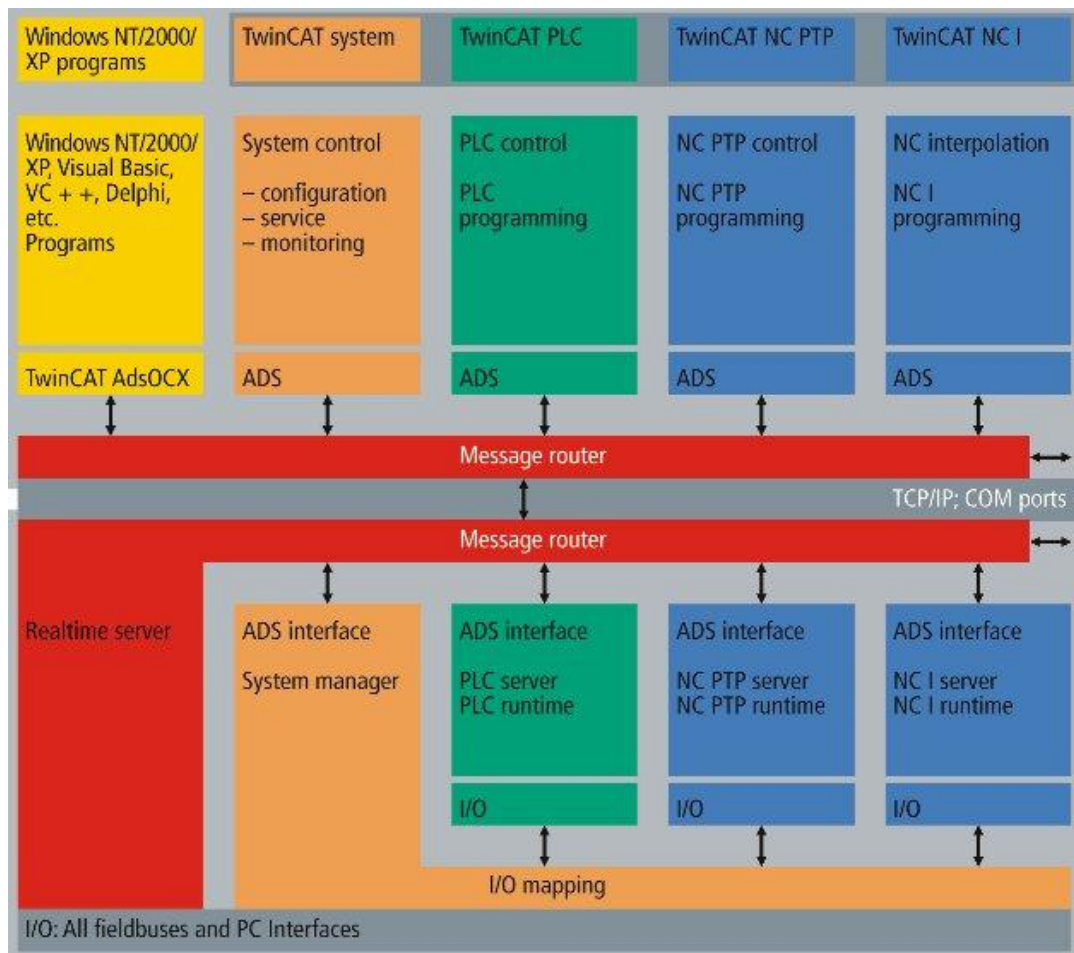 Windows NT/2000/
XP programs
TwinCAT system
TwinCAT PLC
TwinCAT NC PTP
TwinCAT NC I
Windows NT/2000/
XP, Visual Basic,
VC + +, Delphi,
etc.
Programs
System control
– configuration
– service
– monitoring
PLC control
PLC
programming
NC PTP control
NC PTP
programming
NC interpolation
NC I
programming
TwinCAT AdsOCX
ADS
ADS
ADS
ADS
Message router
TCP/IP; COM ports
Message router
Realtime server
ADS interface
System manager
ADS interface
PLC server
PLC runtime
ADS interface
NC PTP server
NC PTP runtime
ADS interface
NC I server
NC I runtime
I/O
I/O
I/O
I/O mapping
I/O: All fieldbuses and PC Interfaces